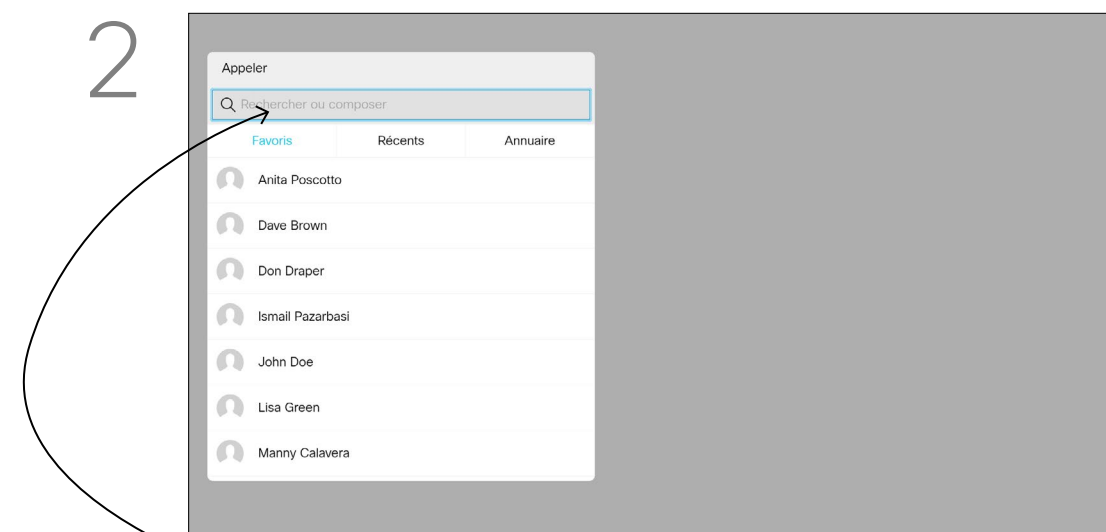 2
Appeler
Rechercher ou composer
Favoris Récents Annuaire
Anita Poscotto
Dave Brown
Don Draper
Ismail Pazarbasi
John Doe
Lisa Green
Manny Calavera